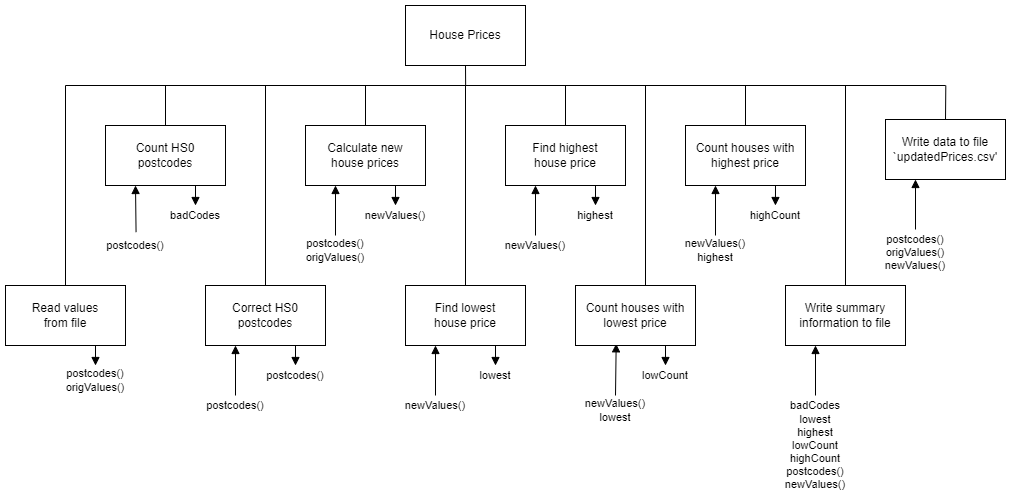 House Prices
Count HS0
postcodes
postcodes()
badCodes
Calculate new
house prices
postcodes()
origValues()
newValues()
Find highest
house price
newValues()
highest
Count houses with
highest price
newValues()
highest
highCount
Write data to file
`updatedPrices.csv'
postcodes()
origValues()
newValues()
Read values
from file
postcodes()
origValues()
Correct HS0
postcodes
postcodes()
postcodes()
Find lowest
house price
newValues()
lowest
Count houses with
lowest price
newValues()
lowest
lowCount
Write summary
information to file
badCodes
lowest
highest
lowCount
highCount
postcodes()
newValues()